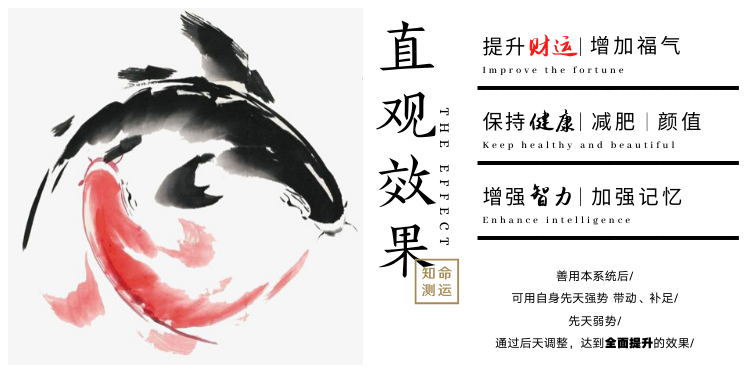 直观效果
THE EFFECT
知命
测运
提升财运| 增加福气
Improve the fortune
保持健康| 减肥 | 颜值
Keep healthy and beautiful
增强智力| 加强记忆
Enhance intelligence
善用本系统后/
可用自身先天强势 带动、补足/
先天弱势/
通过后天调整，达到全面提升的效果/